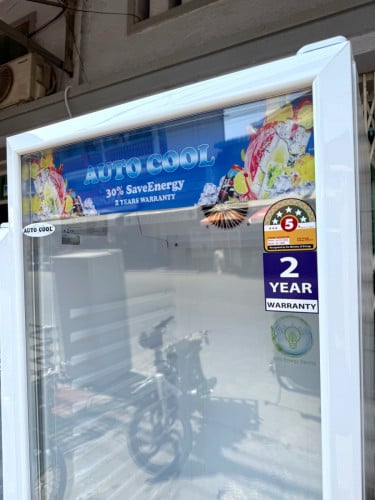 AUTO COOL
30% SaveEnergy
2 YEARS WARRANTY
AUTO COOL
5
2
YEAR
WARRANTY